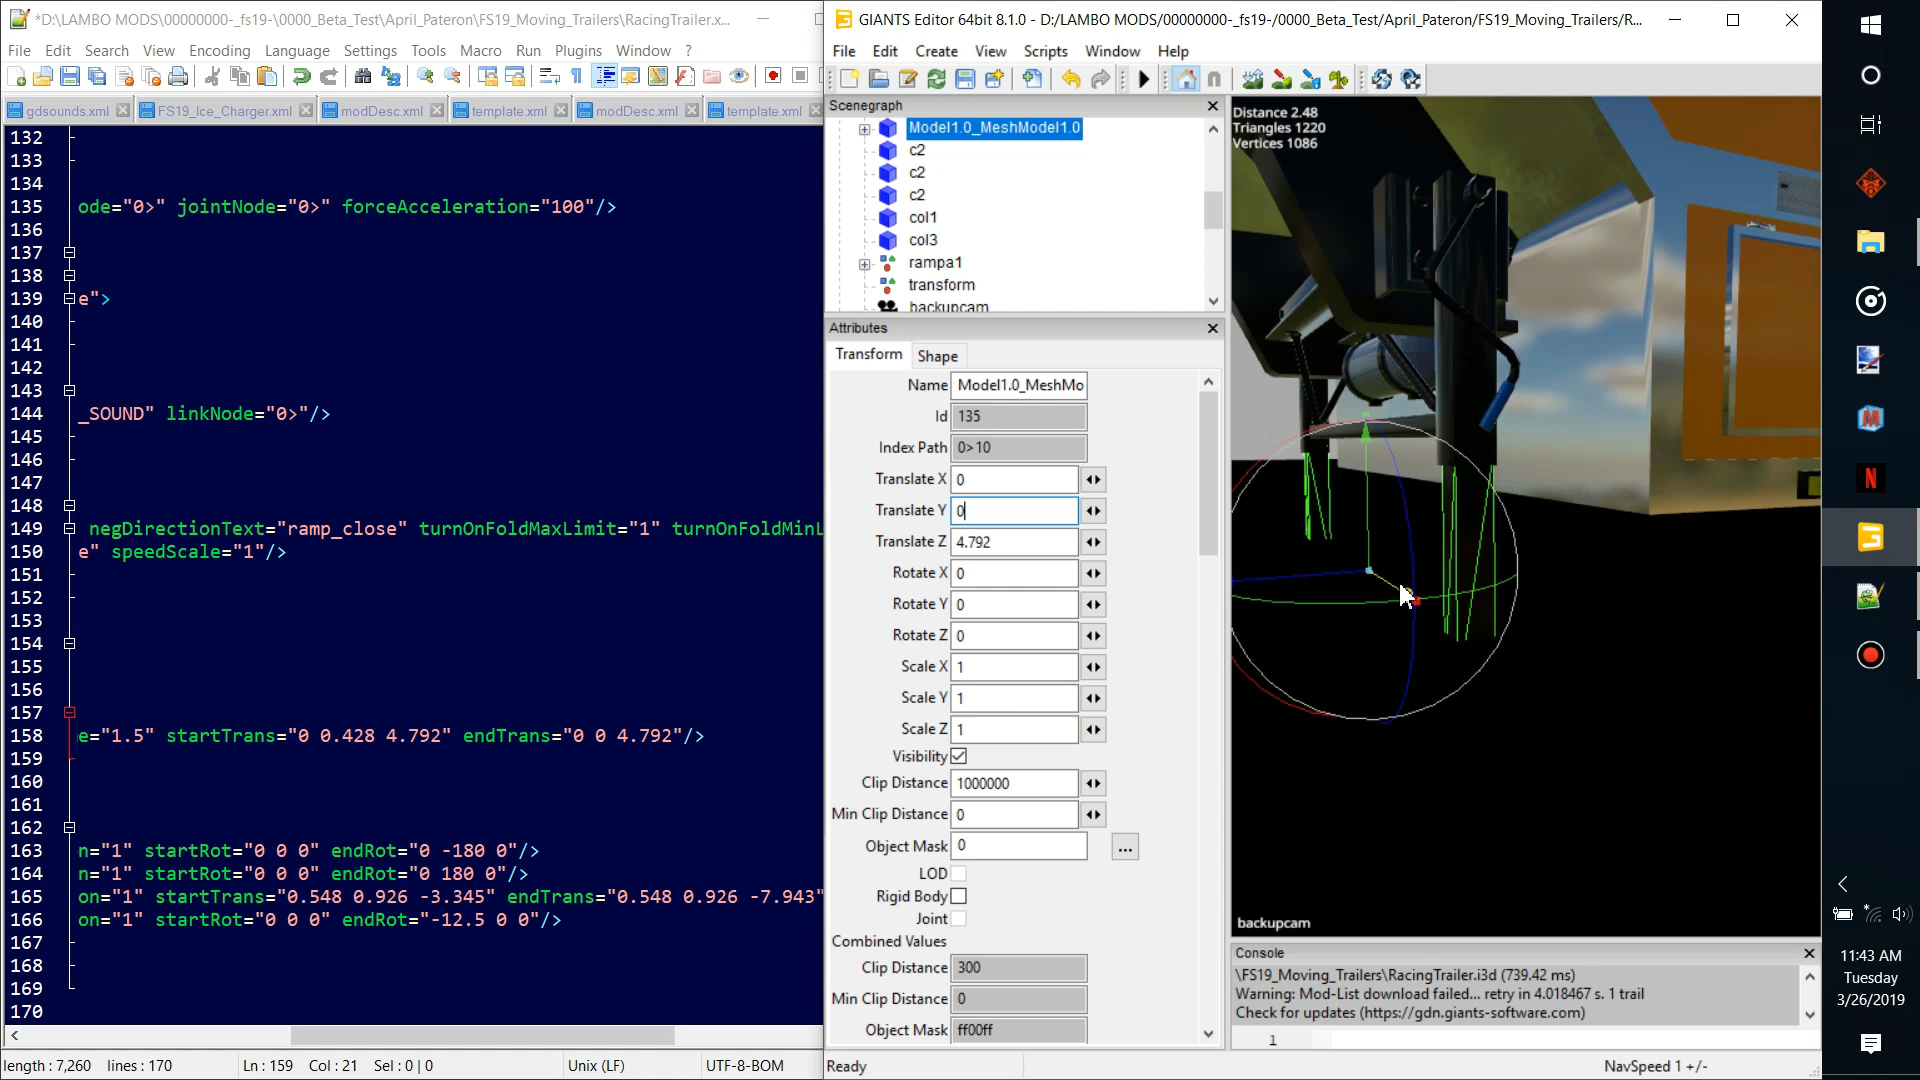 *D:\LAMBO MODS\00000000-_fs19-\0000_Beta_Test\April_Pateron\FS19_Moving_Trailers\RacingTrailer.x...
File Edit Search View Encoding Language Settings Tools Macro Run Plugins Window ?
gdsounds.xml FS19_Ice_Charger.xml modDesc.xml template.xml modDesc.xml template.xml
132
133
134
135 ode="0>" jointNode="0>" forceAcceleration="100"/>
136
137
138
139 e">
140
141
142
143
144 _SOUND" linkNode="0>"/>
145
146
147
148
149 negDirectionText="ramp_close" turnOnFoldMaxLimit="1" turnOnFoldMinL
150 e" speedScale="1"/>
151
152
153
154
155
156
157
158 e="1.5" startTrans="0 0.428 4.792" endTrans="0 0 4.792"/>
159
160
161
162
163 n="1" startRot="0 0 0" endRot="0 -180 0"/>
164 n="1" startRot="0 0 0" endRot="0 180 0"/>
165 on="1" startTrans="0.548 0.926 -3.345" endTrans="0.548 0.926 -7.943"
166 on="1" startRot="0 0 0" endRot="-12.5 0 0"/>
167
168
169
170
length : 7,260 lines : 170 Ln : 159 Col : 21 Sel : 0 | 0 Unix (LF) UTF-8-BOM
GIANTS Editor 64bit 8.1.0 - D:/LAMBO MODS/00000000-_fs19-/0000_Beta_Test/April_Pateron/FS19_Moving_Trailers/R...
File Edit Create View Scripts Window Help
Scenegraph
Model1.0_MeshModel1.0
c2
c2
c2
col1
col3
rampa1
transform
backupcam
Attributes
Transform Shape
Name Model1.0_MeshMo
Id 135
Index Path 0>10
Translate X 0
Translate Y 0
Translate Z 4.792
Rotate X 0
Rotate Y 0
Rotate Z 0
Scale X 1
Scale Y 1
Scale Z 1
Visibility
Clip Distance 1000000
Min Clip Distance 0
Object Mask 0 ...
LOD
Rigid Body
Joint
Combined Values
Clip Distance 300
Min Clip Distance 0
Object Mask ff00ff
Ready
Distance 2.48
Triangles 1220
Vertices 1086
backupcam
Console
\FS19_Moving_Trailers\RacingTrailer.i3d (739.42 ms)
Warning: Mod-List download failed... retry in 4.018467 s. 1 trail
Check for updates (https://gdn.giants-software.com)
1
NavSpeed 1 +/-
N
11:43 AM
Tuesday
3/26/2019